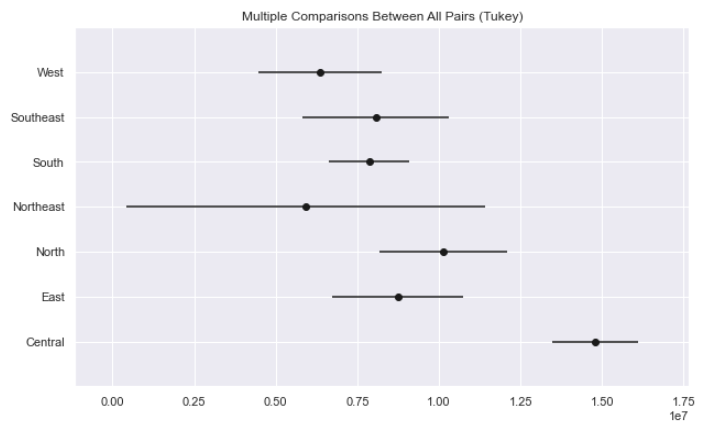 Multiple Comparisons Between All Pairs (Tukey)
West
Southeast
South
Northeast
North
East
Central
0.00 0.25 0.50 0.75 1.00 1.25 1.50 1.75
1e7